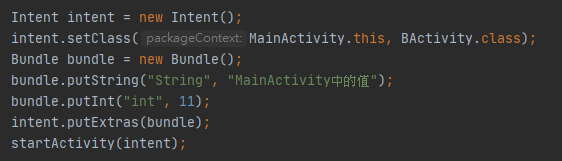 Intent intent = new Intent();
intent.setClass( packageContext: MainActivity.this, BActivity.class);
Bundle bundle = new Bundle();
bundle.putString("String", "MainActivity中的值");
bundle.putInt("int", 11);
intent.putExtras(bundle);
startActivity(intent);